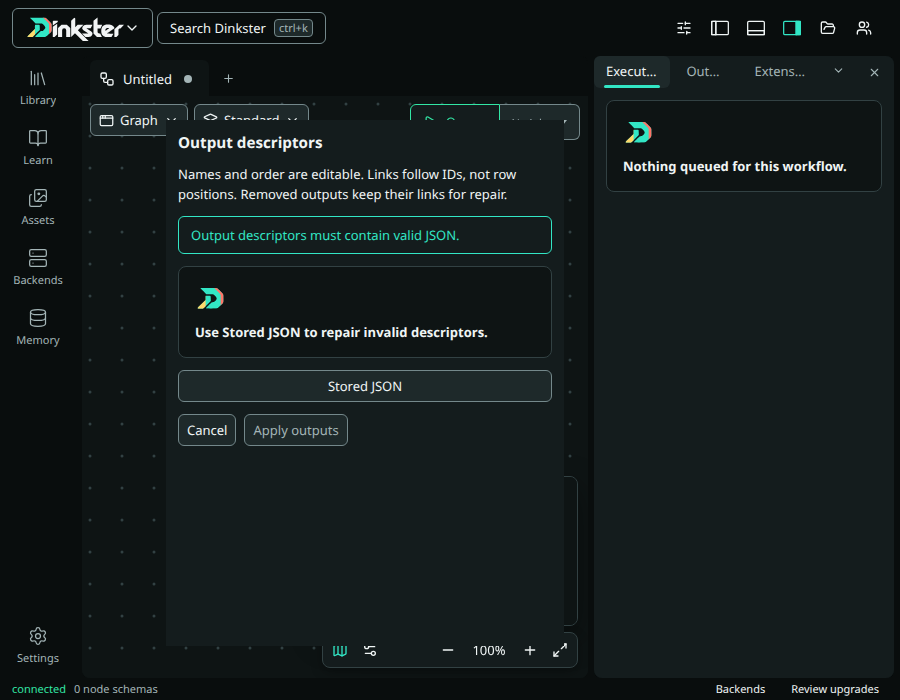 Dinkster
Search Dinkster ctrl+k
Library
Learn
Assets
Backends
Memory
Settings
Untitled
Graph
Standard
Output descriptors
Names and order are editable. Links follow IDs, not row
positions. Removed outputs keep their links for repair.
Output descriptors must contain valid JSON.
Use Stored JSON to repair invalid descriptors.
Stored JSON
Cancel Apply outputs
100%
Execut... Out... Extens...
Nothing queued for this workflow.
connected 0 node schemas
Backends Review upgrades